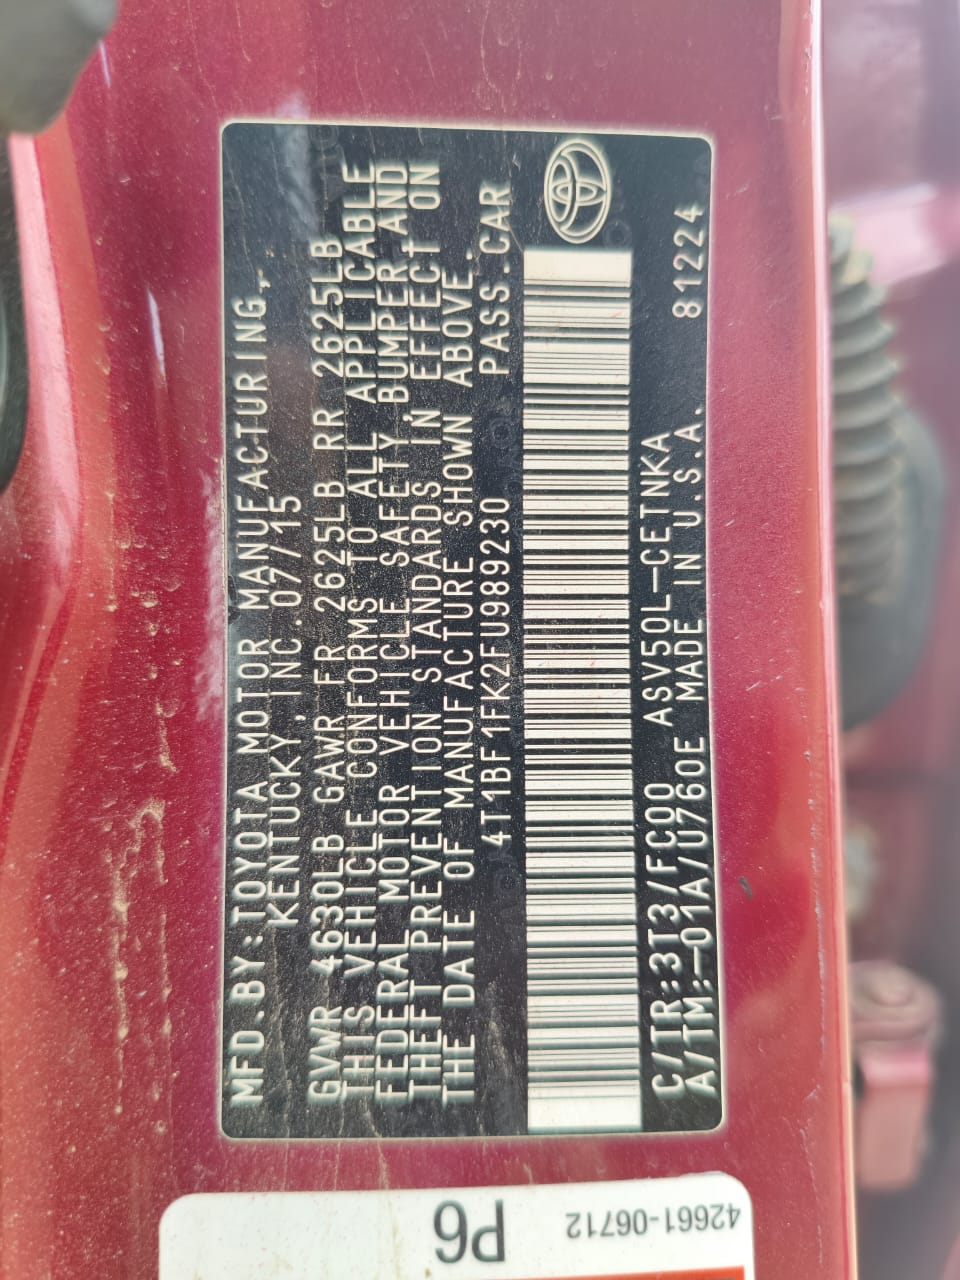 MFD.BY:TOYOTA MOTOR MANUFACTURING,
KENTUCKY,INC.07/15
GVWR 4630LB GAWR FR 2625LB RR 2625LB
THIS VEHICLE CONFORMS TO ALL APPLICABLE
FEDERAL MOTOR VEHICLE SAFETY,BUMPER,AND
THEFT PREVENTION STANDARDS IN EFFECT ON
THE DATE OF MANUFACTURE SHOWN ABOVE.
4T1BF1FK2FU989230 PASS.CAR
C/TR:3T3/FC00 ASV50L-CETNKA 81224
A/TM:-01A/U760E MADE IN U.S.A.
42661-06712
P6